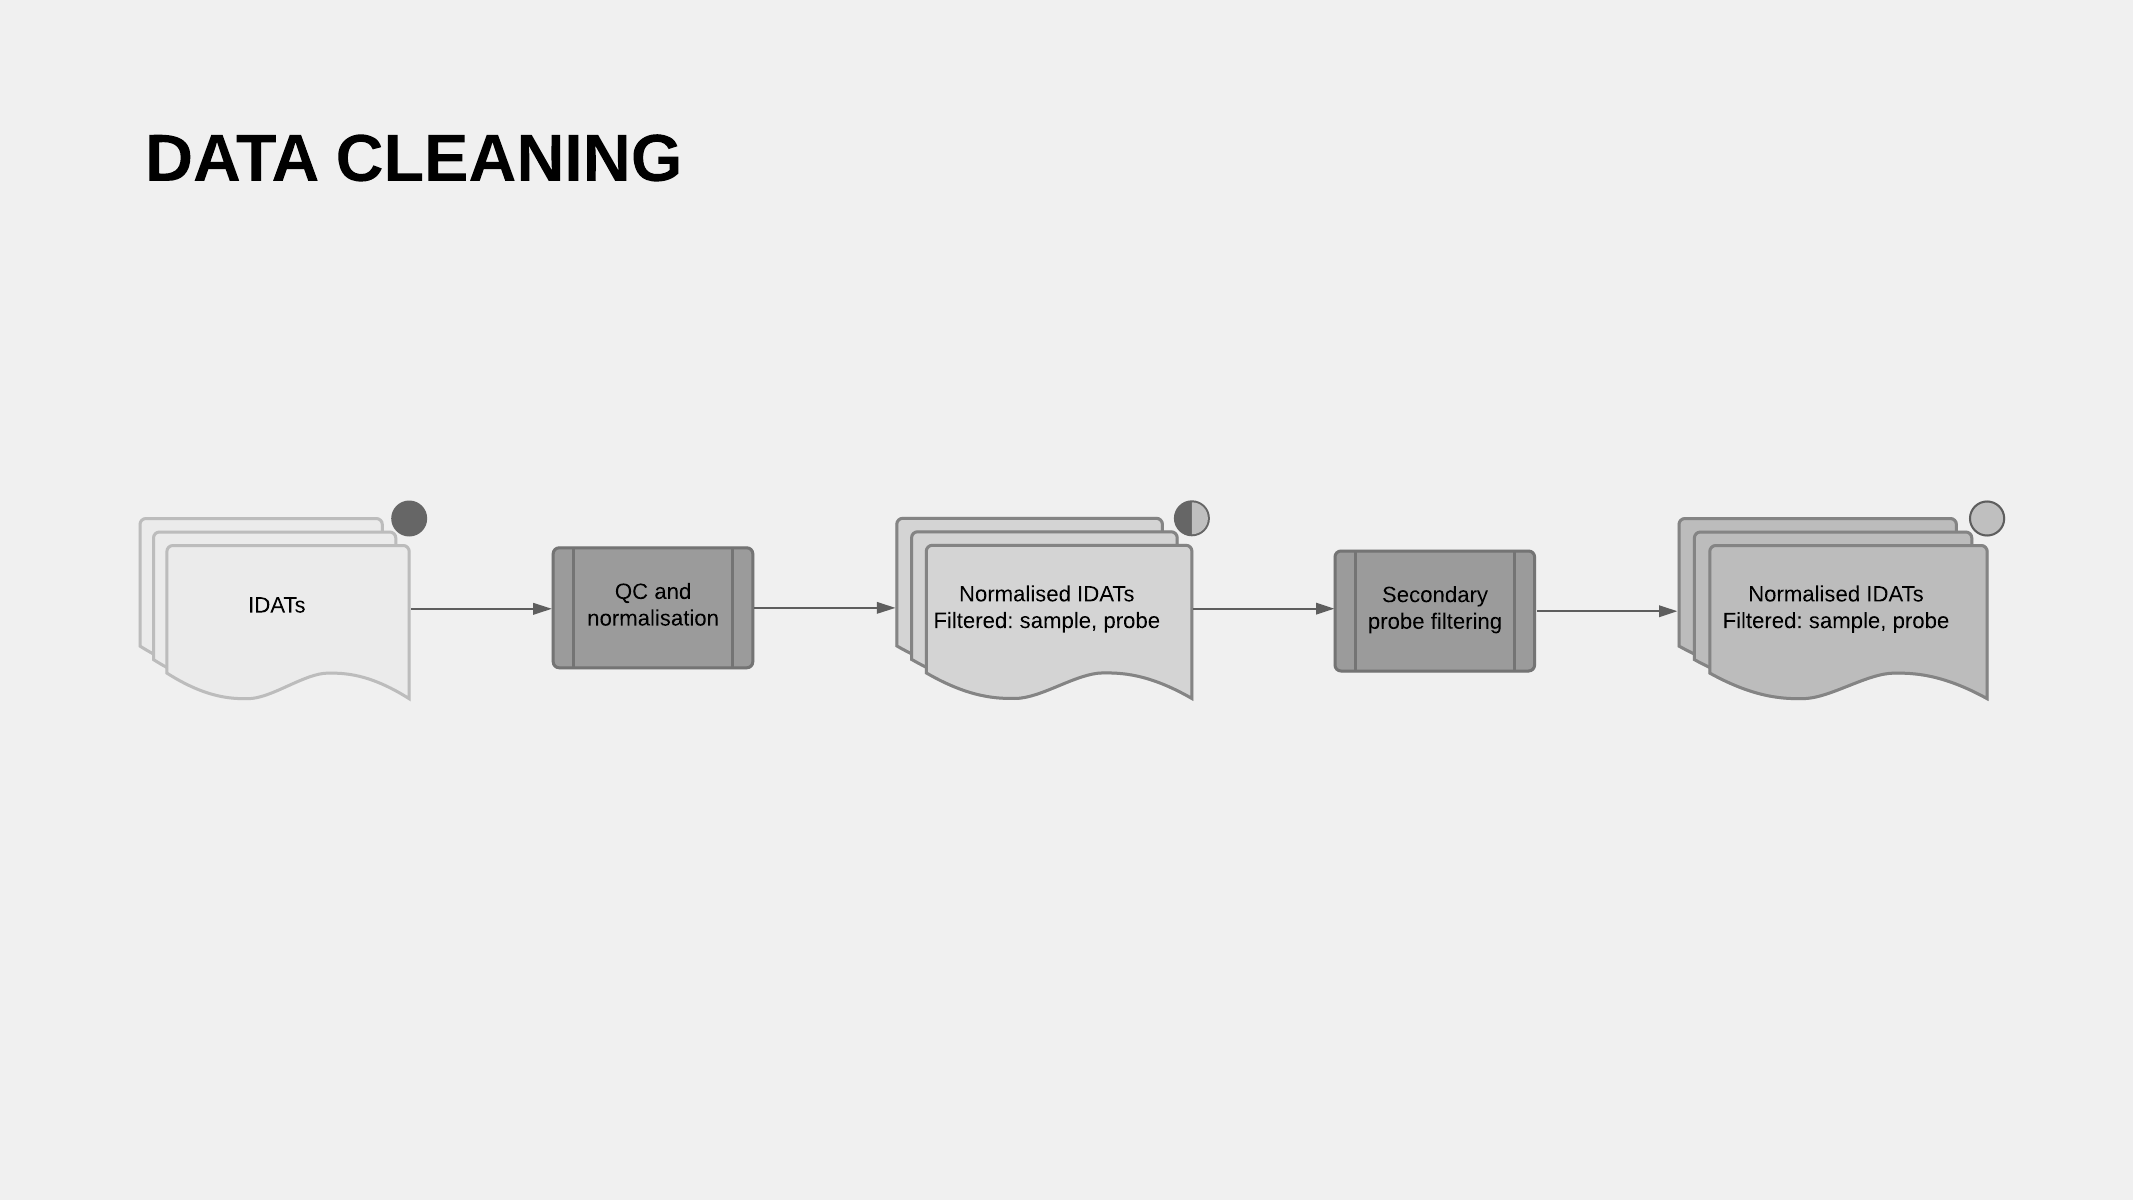 DATA CLEANING
IDATs
QC and
normalisation
Normalised IDATs
Filtered: sample, probe
Secondary
probe filtering
Normalised IDATs
Filtered: sample, probe